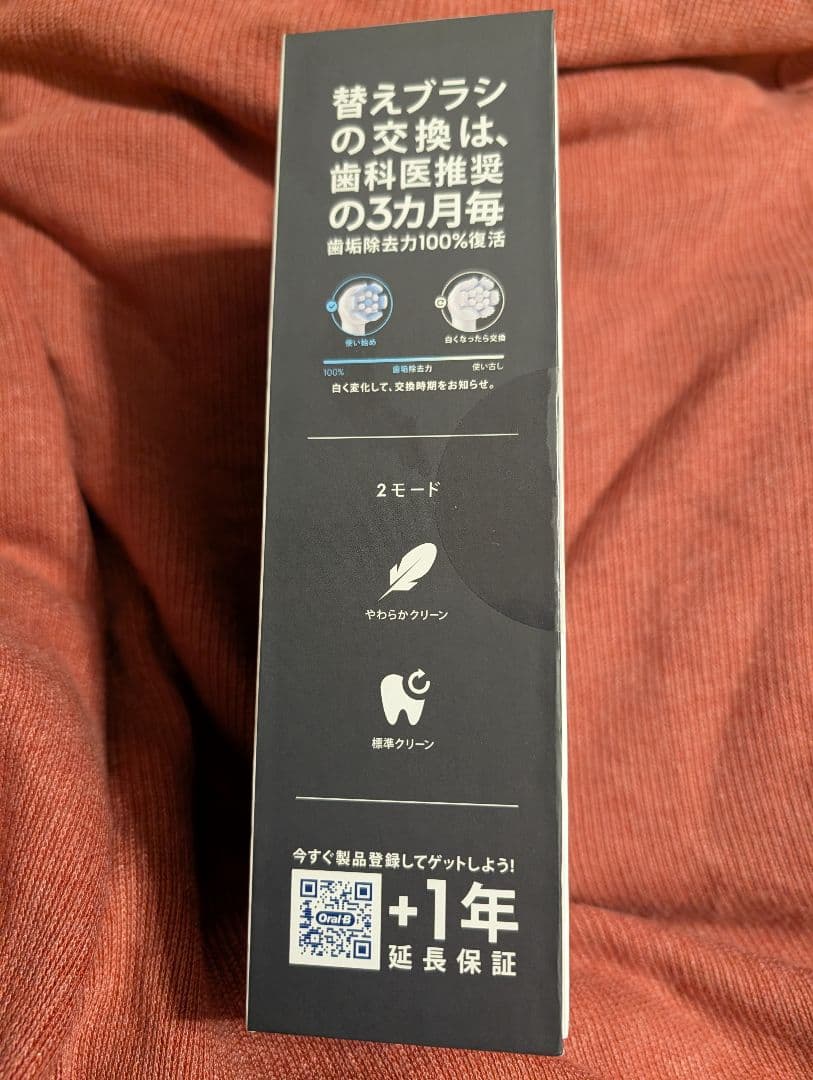 替えブラシ
の交換は、
歯科医推奨
の3カ月毎
歯垢除去力100%復活
使い始め
白くなったら交換
100%
歯垢除去力
使い古し
白く変化して、交換時期をお知らせ。
2モード
やわらかクリーン
標準クリーン
今すぐ製品登録してゲットしよう!
Oral-B
+1年
延長保証